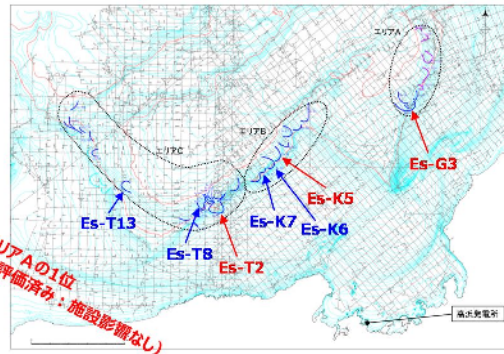 エリアA
Es-G3
エリアB
Es-K5
Es-K6
Es-K7
エリアC
Es-T13
Es-T8
Es-T2
リアAの1位
評価済み：施設影響なし）
高浜発電所